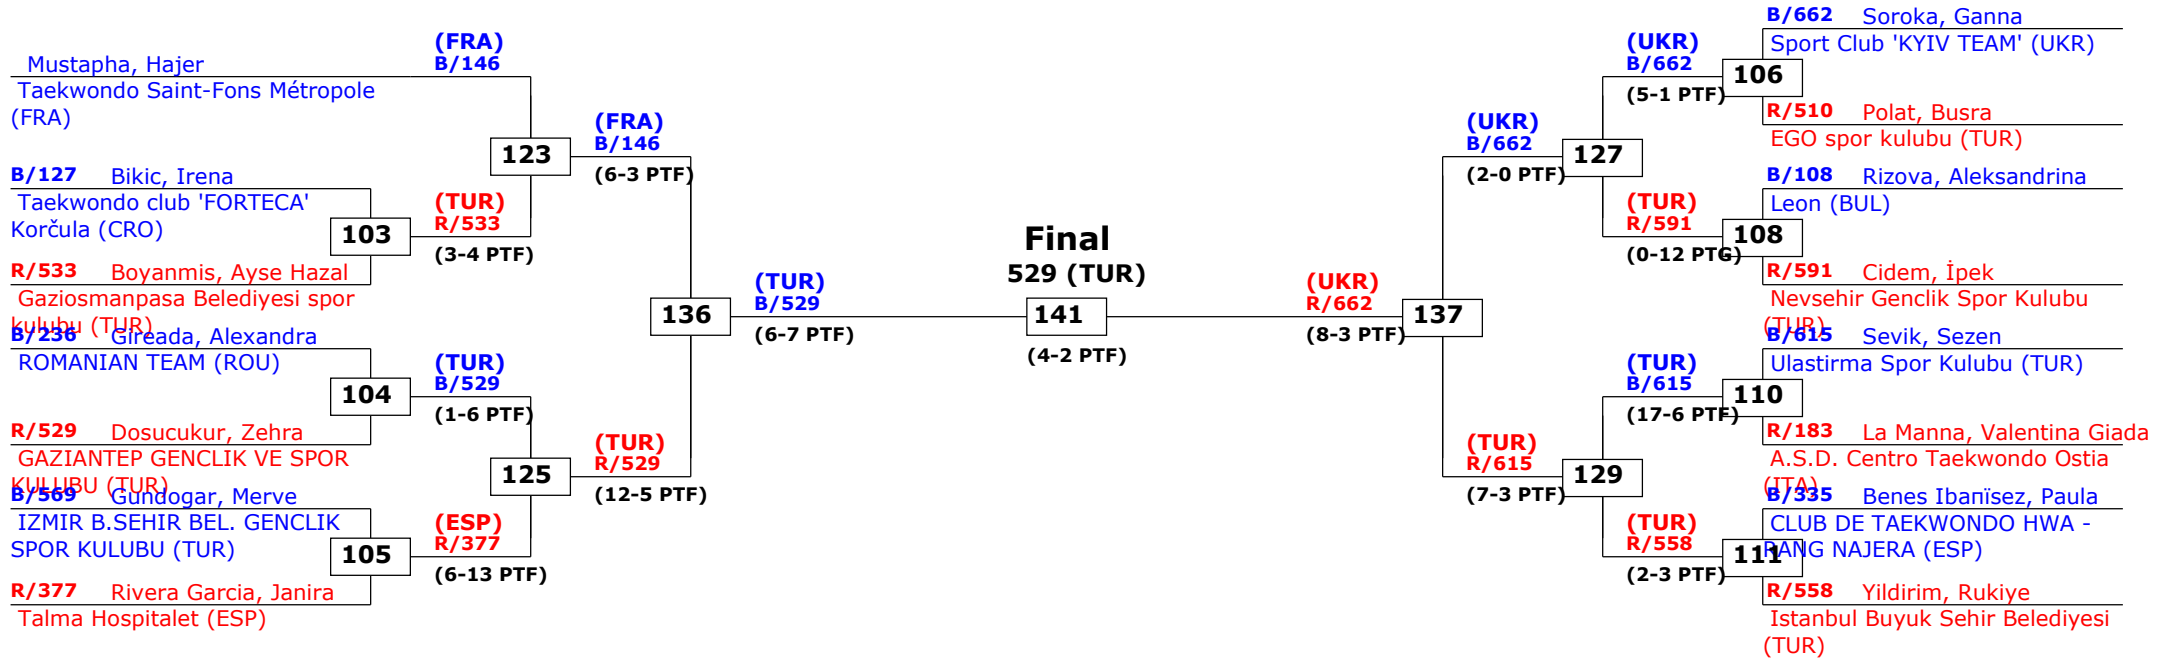 Mustapha, Hajer
Taekwondo Saint-Fons Métropole
(FRA)
B/127 Bikic, Irena
Taekwondo club 'FORTECA'
Korčula (CRO)
R/533 Boyanmis, Ayse Hazal
Gaziosmanpasa Belediyesi spor
kulubu (TUR)
B/236 Gireada, Alexandra
ROMANIAN TEAM (ROU)
R/529 Dosucukur, Zehra
GAZIANTEP GENCLIK VE SPOR
KULUBU (TUR)
B/569 Gundogar, Merve
IZMIR B.SEHIR BEL. GENCLIK
SPOR KULUBU (TUR)
R/377 Rivera Garcia, Janira
Talma Hospitalet (ESP)
103
104
105
(FRA)
B/146
(TUR)
R/533
(3-4 PTF)
(TUR)
B/529
(1-6 PTF)
(ESP)
R/377
(6-13 PTF)
123
125
(FRA)
B/146
(6-3 PTF)
(TUR)
R/529
(12-5 PTF)
136
(TUR)
B/529
(6-7 PTF)
Final
529 (TUR)
141
(4-2 PTF)
(UKR)
R/662
(8-3 PTF)
137
(UKR)
B/662
(2-0 PTF)
(TUR)
R/615
(7-3 PTF)
127
129
(UKR)
B/662
(5-1 PTF)
(TUR)
R/591
(0-12 PTG)
(TUR)
B/615
(17-6 PTF)
(TUR)
R/558
(2-3 PTF)
106
108
110
111
B/662 Soroka, Ganna
Sport Club 'KYIV TEAM' (UKR)
R/510 Polat, Busra
EGO spor kulubu (TUR)
B/108 Rizova, Aleksandrina
Leon (BUL)
R/591 Cidem, İpek
Nevsehir Genclik Spor Kulubu
(TUR)
B/615 Sevik, Sezen
Ulastirma Spor Kulubu (TUR)
R/183 La Manna, Valentina Giada
A.S.D. Centro Taekwondo Ostia
(ITA)
B/335 Benes Ibanïsez, Paula
CLUB DE TAEKWONDO HWA -
RANG NAJERA (ESP)
R/558 Yildirim, Rukiye
Istanbul Buyuk Sehir Belediyesi
(TUR)